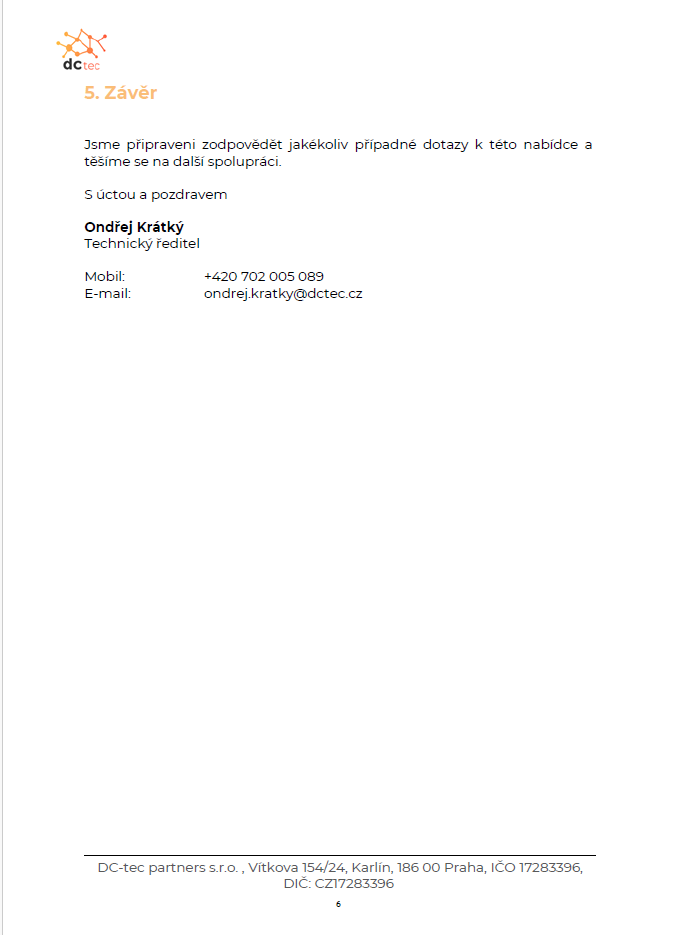 dctec
5. Závěr
Jsme připraveni zodpovědět jakékoliv případné dotazy k této nabídce a
těšíme se na další spolupráci.
S úctou a pozdravem
Ondřej Krátký
Technický ředitel
Mobil: +420 702 005 089
E-mail: ondrej.kratky@dctec.cz
DC-tec partners s.r.o. , Vítkova 154/24, Karlín, 186 00 Praha, IČO 17283396,
DIČ: CZ17283396
6